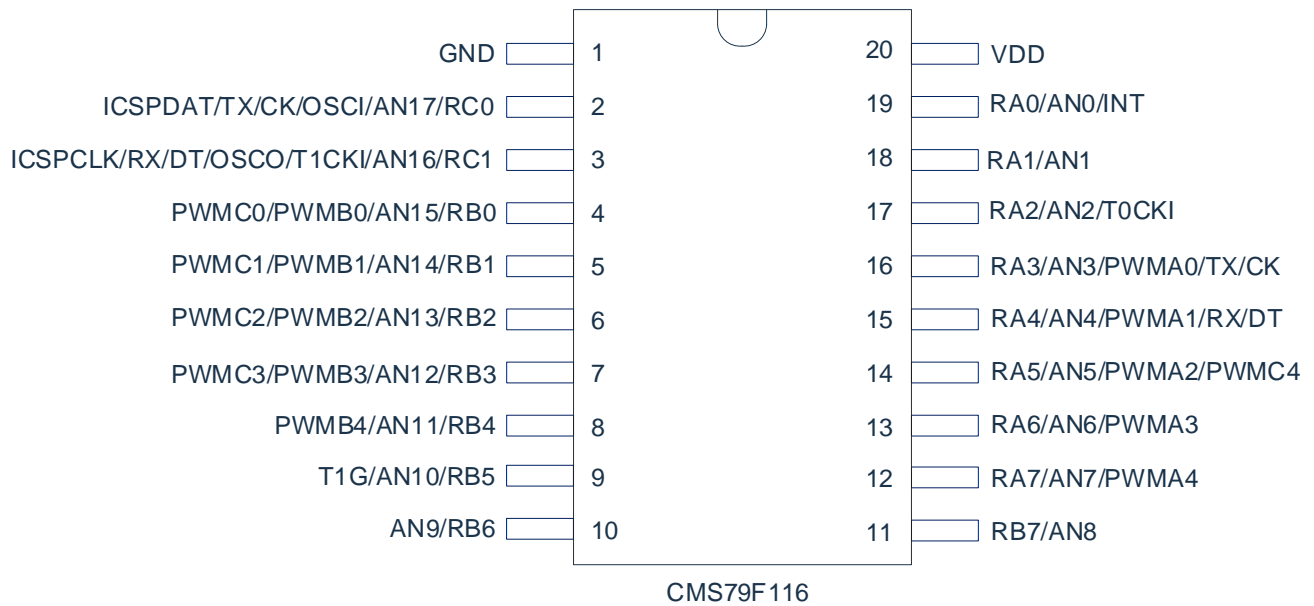 GND 1 20 VDD
ICSPDAT/TX/CK/OSCI/AN17/RC0 2 19 RA0/AN0/INT
ICSPCLK/RX/DT/OSCO/T1CKI/AN16/RC1 3 18 RA1/AN1
PWMC0/PWMB0/AN15/RB0 4 17 RA2/AN2/T0CKI
PWMC1/PWMB1/AN14/RB1 5 16 RA3/AN3/PWMA0/TX/CK
PWMC2/PWMB2/AN13/RB2 6 15 RA4/AN4/PWMA1/RX/DT
PWMC3/PWMB3/AN12/RB3 7 14 RA5/AN5/PWMA2/PWMC4
PWMB4/AN11/RB4 8 13 RA6/AN6/PWMA3
T1G/AN10/RB5 9 12 RA7/AN7/PWMA4
AN9/RB6 10 11 RB7/AN8
CMS79F116